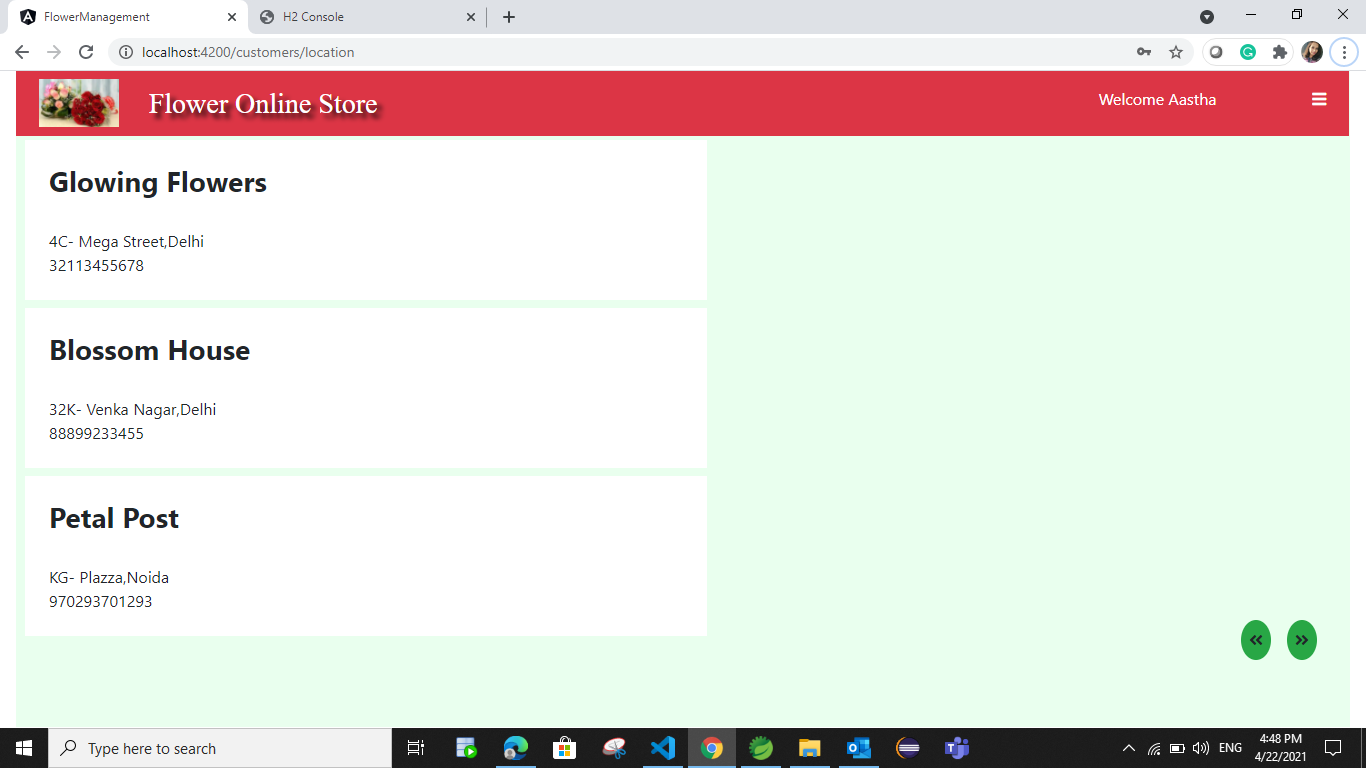 FlowerManagement
H2 Console
localhost:4200/customers/location
Flower Online Store
Welcome Aastha
Glowing Flowers
4C- Mega Street,Delhi
32113455678
Blossom House
32K- Venka Nagar,Delhi
88899233455
Petal Post
KG- Plazza,Noida
970293701293
Type here to search
ENG
4:48 PM
4/22/2021